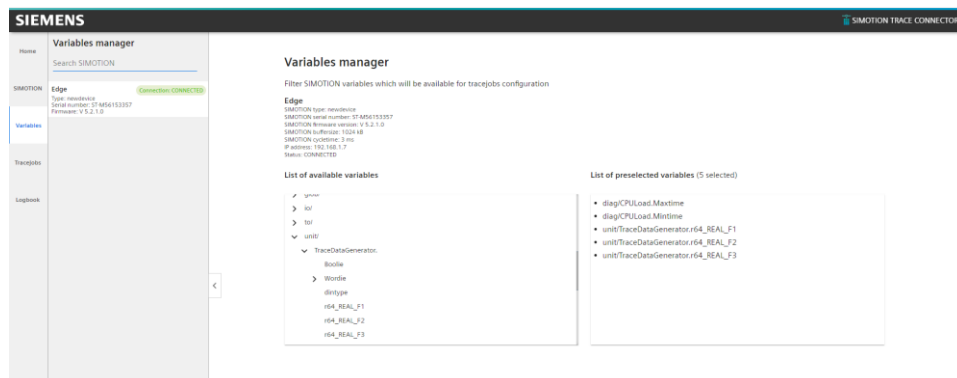 SIEMENS
SIMOTION TRACE CONNECTOR
Home
SIMOTION
Variables
Tracejobs
Logbook
Variables manager
Search SIMOTION
Edge
Connection: CONNECTED
Type: newdevice
Serial number: ST-M56153357
Firmware: V 5.2.1.0
Variables manager
Filter SIMOTION variables which will be available for tracejobs configuration
Edge
SIMOTION type: newdevice
SIMOTION serial number: ST-M56153357
SIMOTION firmware version: V 5.2.1.0
SIMOTION buffersize: 1024 kB
SIMOTION cycletime: 3 ms
IP address: 192.168.1.7
Status: CONNECTED
List of available variables
io/
to/
unit/
TraceDataGenerator.
Boolie
Wordie
dintype
r64_REAL_F1
r64_REAL_F2
r64_REAL_F3
List of preselected variables (5 selected)
• diag/CPULoad.Maxtime
• diag/CPULoad.Mintime
• unit/TraceDataGenerator.r64_REAL_F1
• unit/TraceDataGenerator.r64_REAL_F2
• unit/TraceDataGenerator.r64_REAL_F3